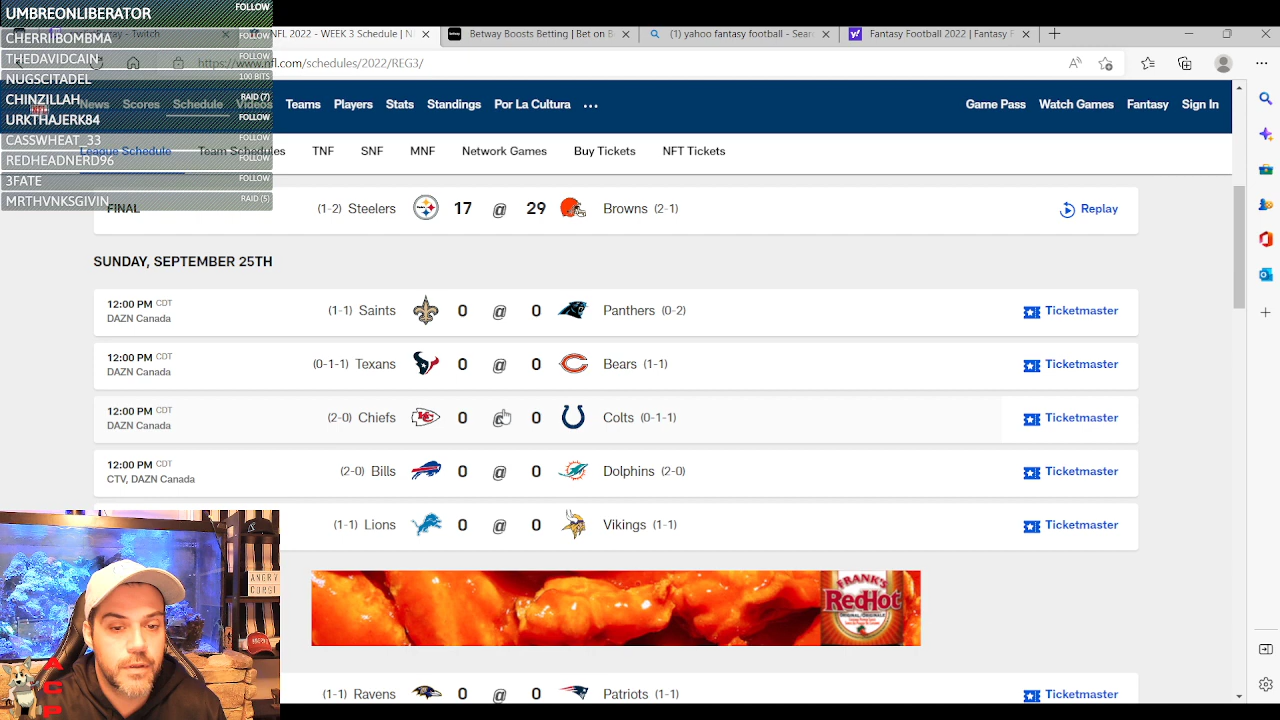 UMBREONLIBERATOR FOLLOW
CHERRIIBOMBMA FOLLOW
THEDAVIDCAIN FOLLOW
NUGSCITADEL 100 BITS
CHINZILLAH RAID (7)
URKTHAJERK84 FOLLOW
CASSWHEAT_33 FOLLOW
REDHEADNERD96 FOLLOW
3FATE FOLLOW
MRTHVNKSGIVIN RAID (5)
- Twitch
NFL 2022 - WEEK 3 Schedule | N
Betway Boosts Betting | Bet on B
(1) yahoo fantasy football - Sear
Fantasy Football 2022 | Fantasy F
https://www.nfl.com/schedules/2022/REG3/
News Scores Schedule Videos Teams Players Stats Standings Por La Cultura ... Game Pass Watch Games Fantasy Sign In
League Schedule Team Schedules TNF SNF MNF Network Games Buy Tickets NFT Tickets
FINAL (1-2) Steelers 17 @ 29 Browns (2-1) Replay
SUNDAY, SEPTEMBER 25TH
12:00 PM CDT
DAZN Canada
(1-1) Saints 0 @ 0 Panthers (0-2) Ticketmaster
12:00 PM CDT
DAZN Canada
(0-1-1) Texans 0 @ 0 Bears (1-1) Ticketmaster
12:00 PM CDT
DAZN Canada
(2-0) Chiefs 0 @ 0 Colts (0-1-1) Ticketmaster
12:00 PM CDT
CTV, DAZN Canada
(2-0) Bills 0 @ 0 Dolphins (2-0) Ticketmaster
(1-1) Lions 0 @ 0 Vikings (1-1) Ticketmaster
FRANK'S
RedHot
(1-1) Ravens 0 @ 0 Patriots (1-1) Ticketmaster
ANGRY
CORGI
A
C
P